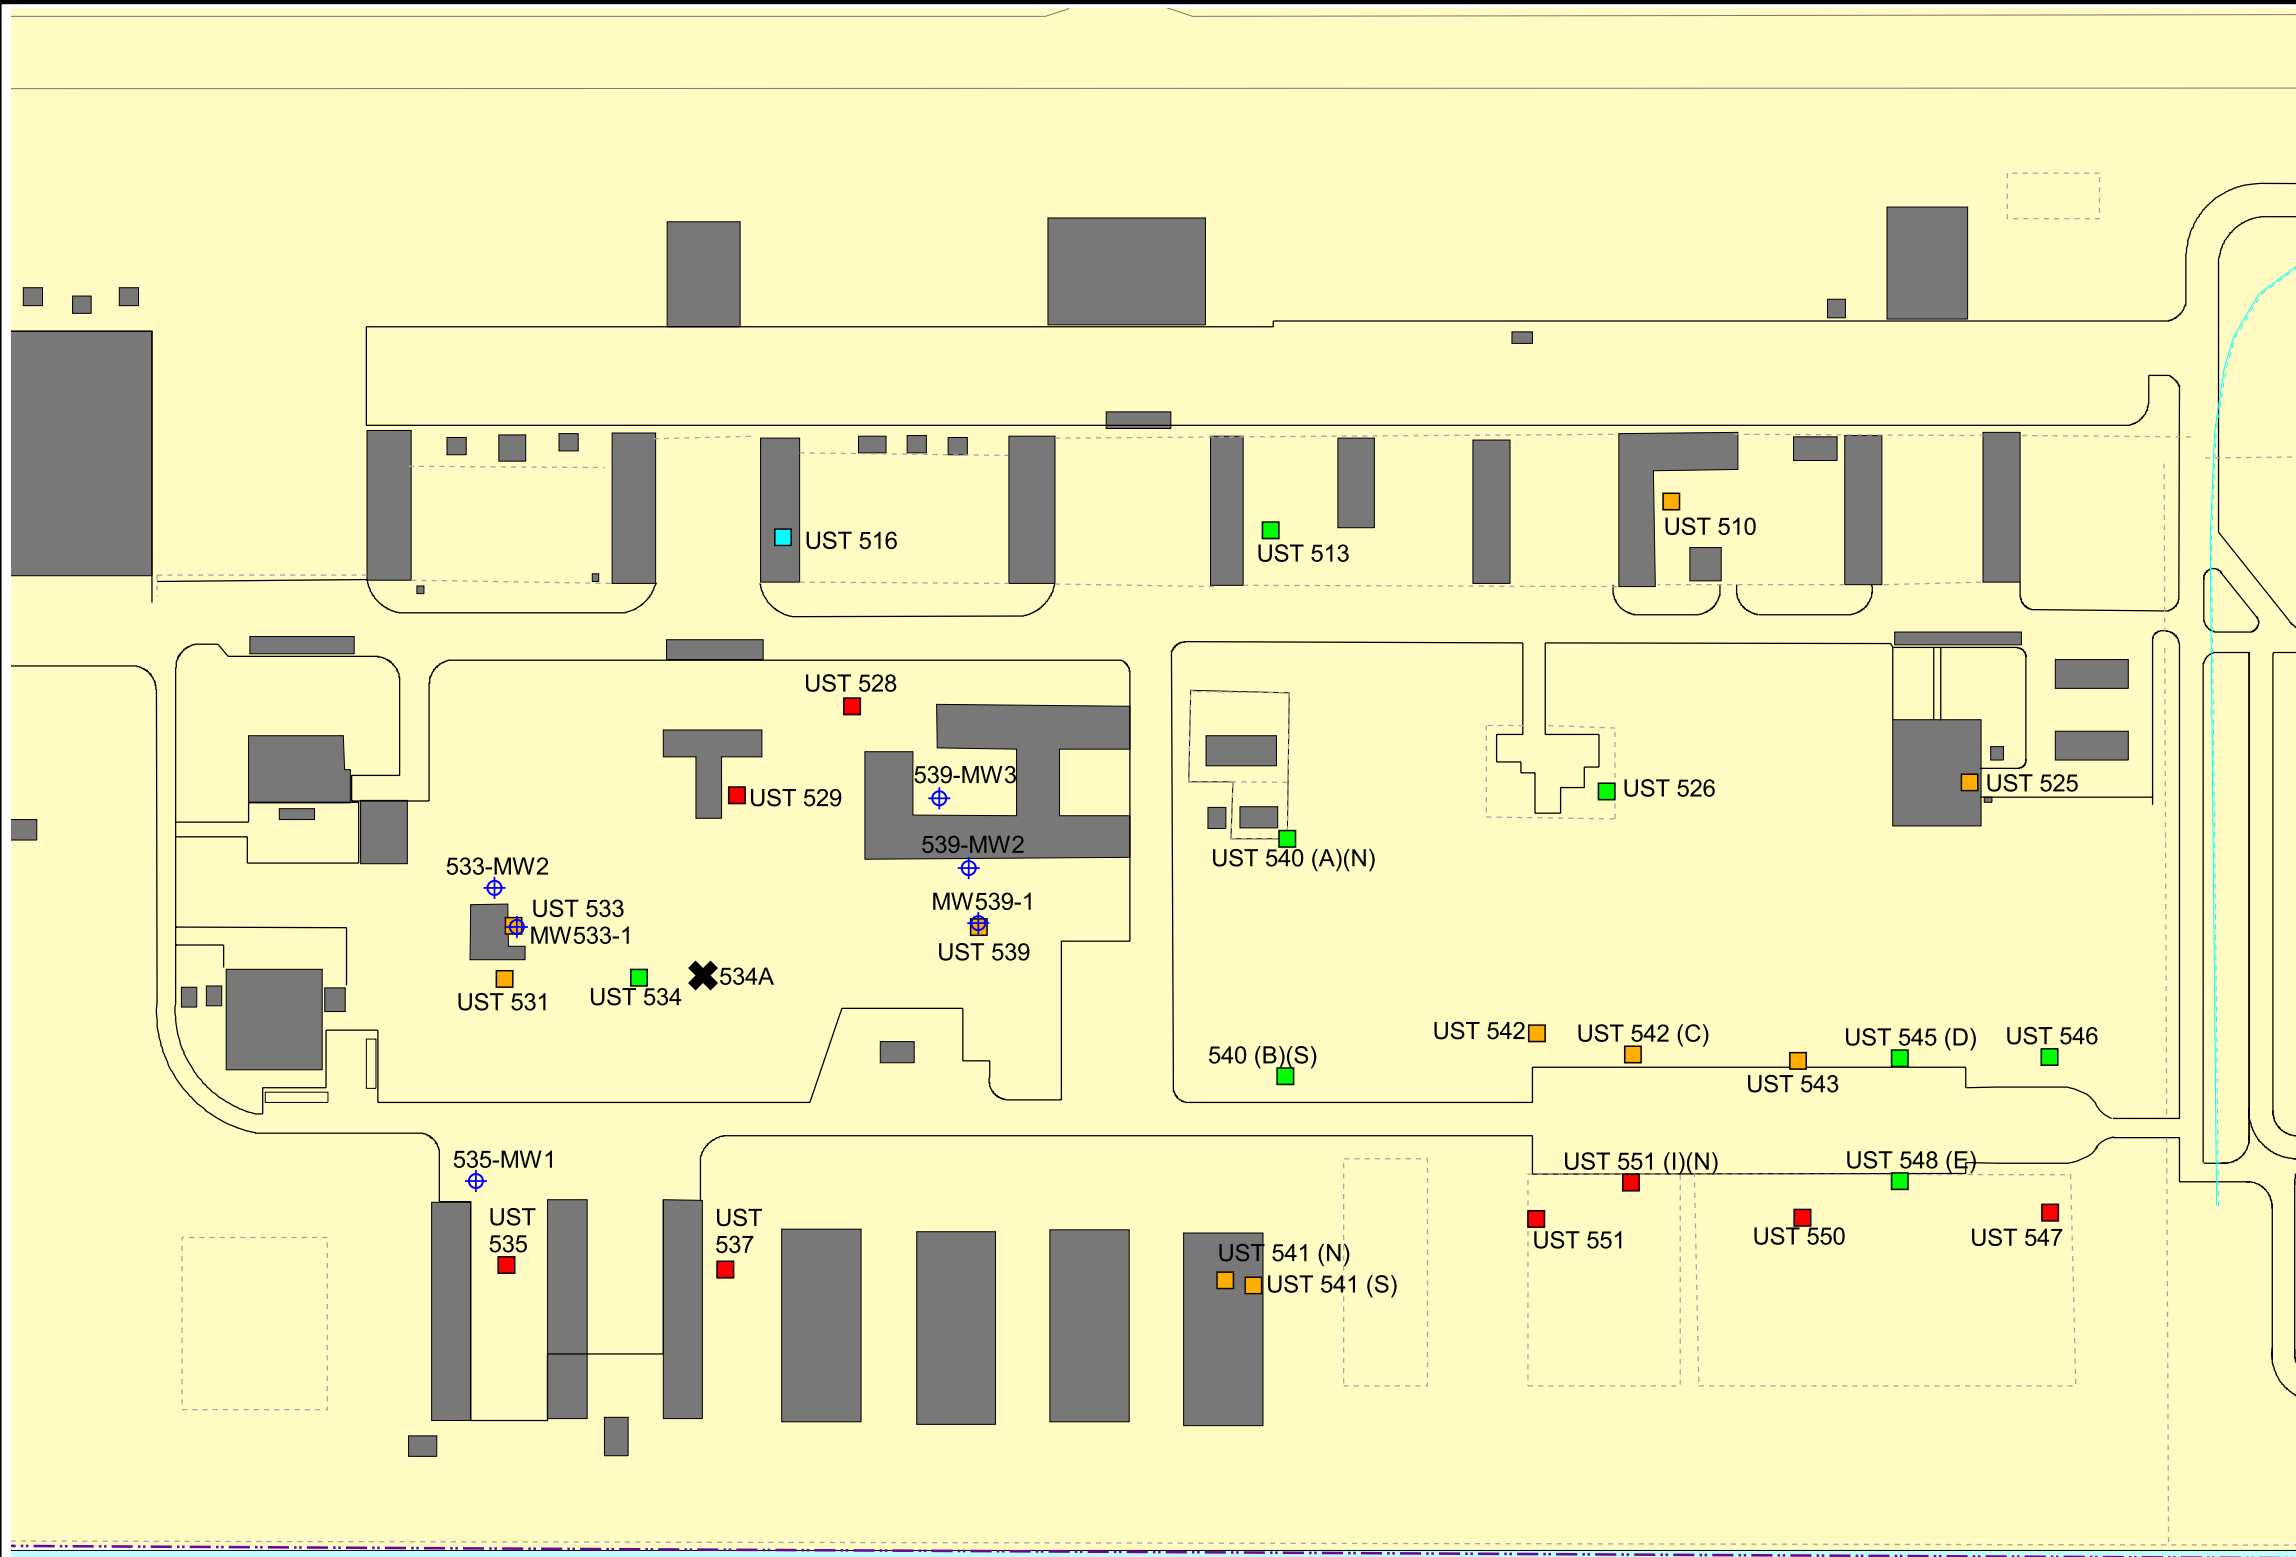 UST 510
UST 516
UST 513
UST 528
539-MW3
UST 529
UST 526
UST 525
539-MW2
UST 540 (A)(N)
533-MW2
MW539-1
UST 533
MW533-1
UST 539
534A
UST 531
UST 534
UST 542
UST 542 (C)
UST 545 (D)
UST 546
540 (B)(S)
UST 543
535-MW1
UST 551 (I)(N)
UST 548 (E)
UST
535
UST
537
UST 551
UST 550
UST 547
UST 541 (N)
UST 541 (S)